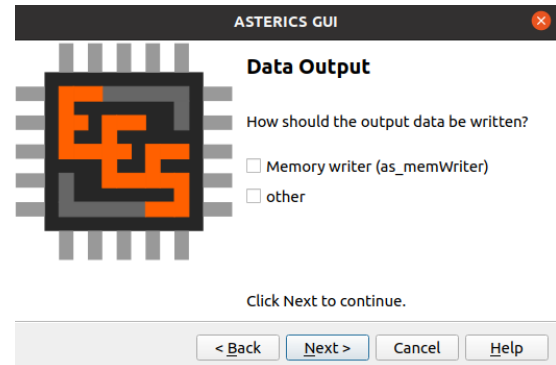 ASTERICS GUI
Data Output
How should the output data be written?
Memory writer (as_memWriter)
other
Click Next to continue.
< Back Next > Cancel Help